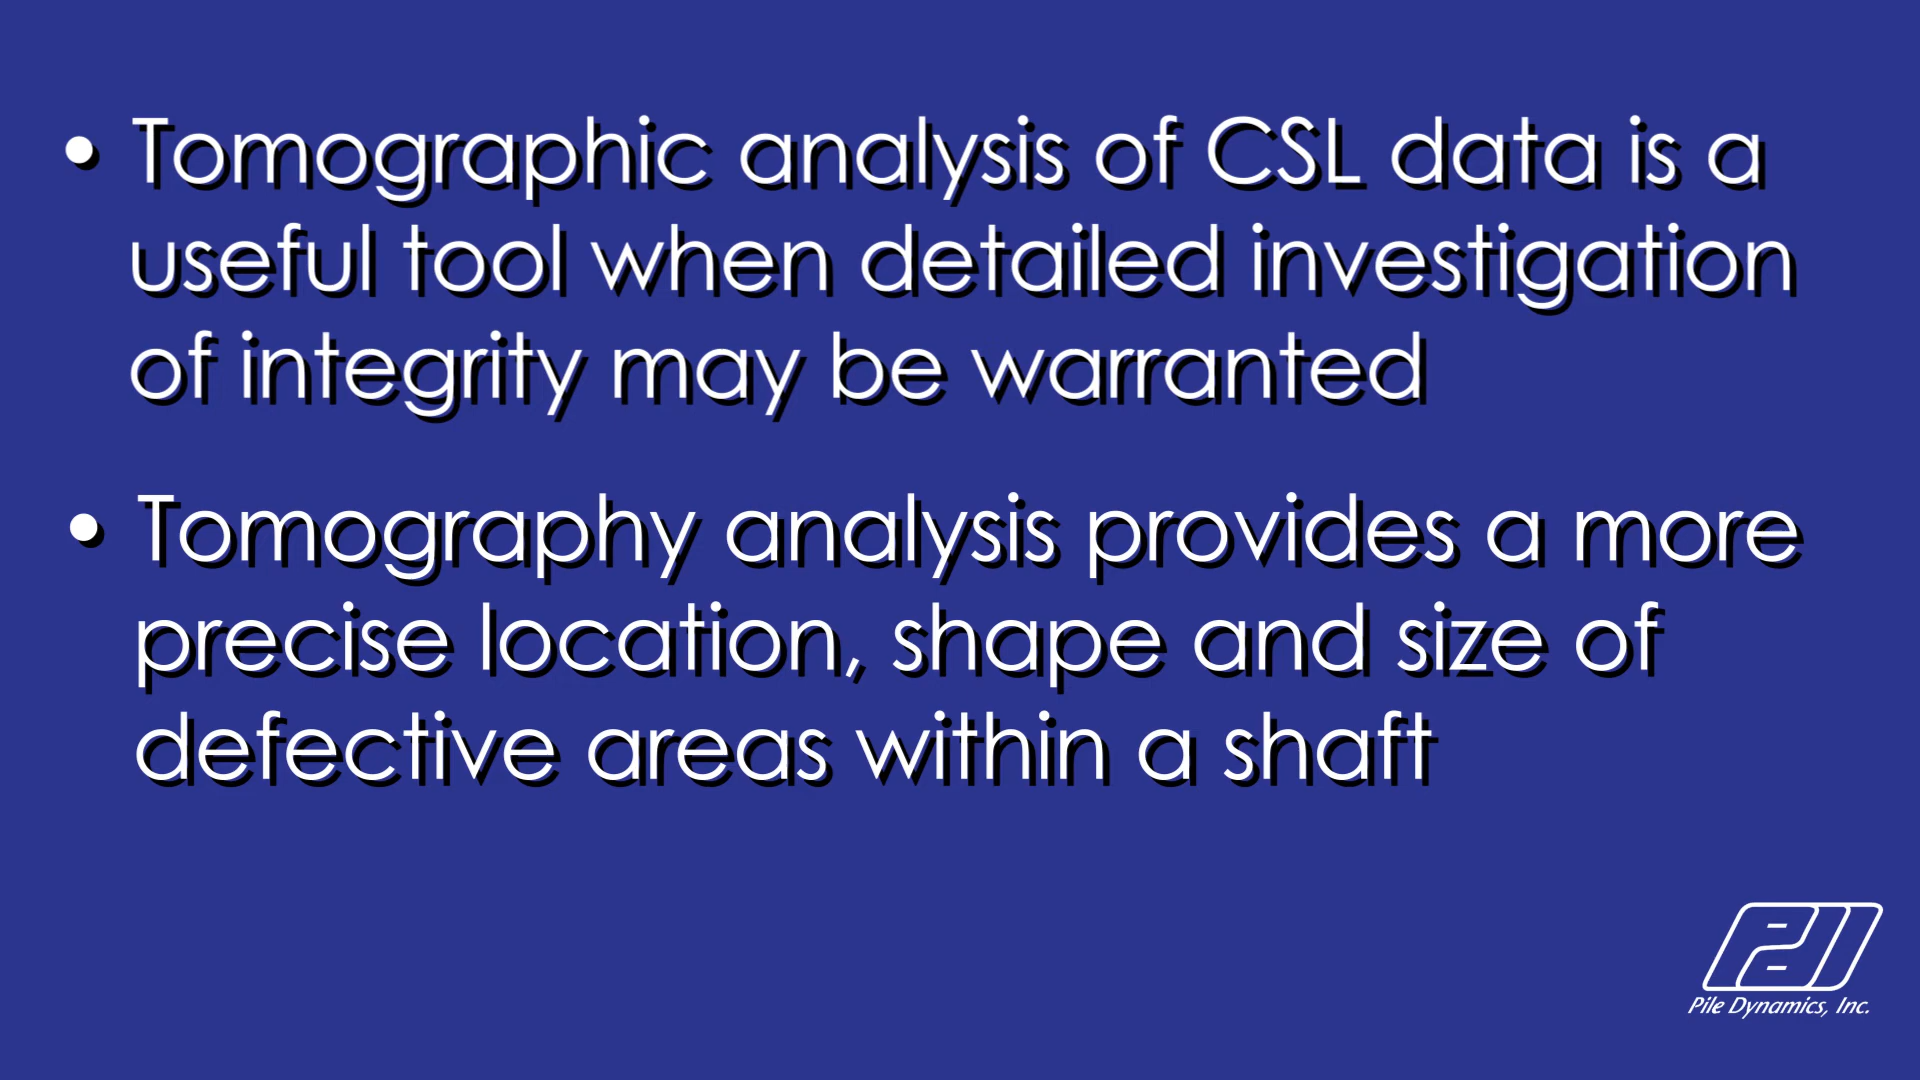 • Tomographic analysis of CSL data is a
useful tool when detailed investigation
of integrity may be warranted
• Tomography analysis provides a more
precise location, shape and size of
defective areas within a shaft
PDI
Pile Dynamics, Inc.